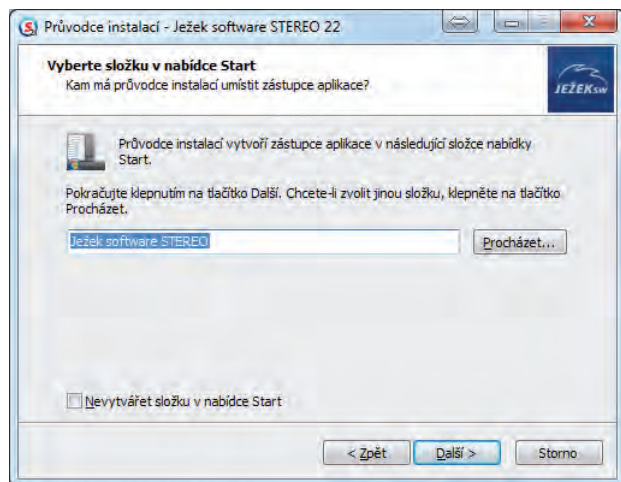 Průvodce instalací - Ježek software STEREO 22
Vyberte složku v nabídce Start
Kam má průvodce instalací umístit zástupce aplikace?
JEŽEKsw
Průvodce instalací vytvoří zástupce aplikace v následující složce nabídky
Start.
Pokračujte klepnutím na tlačítko Další. Chcete-li zvolit jinou složku, klepněte na tlačítko
Procházet.
Ježek software STEREO
Procházet...
Nevytvářet složku v nabídce Start
< Zpět
Další >
Storno